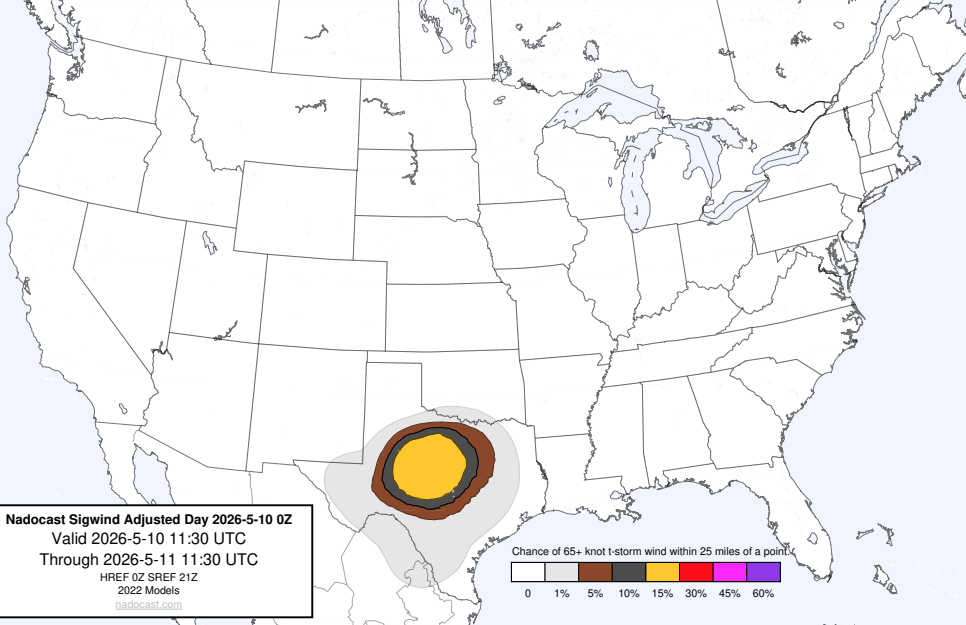 Nadocast Sigwind Adjusted Day 2026-5-10 0Z
Valid 2026-5-10 11:30 UTC
Through 2026-5-11 11:30 UTC
HREF 0Z SREF 21Z
2022 Models
nadocast.com
Chance of 65+ knot t-storm wind within 25 miles of a point.
0 1% 5% 10% 15% 30% 45% 60%